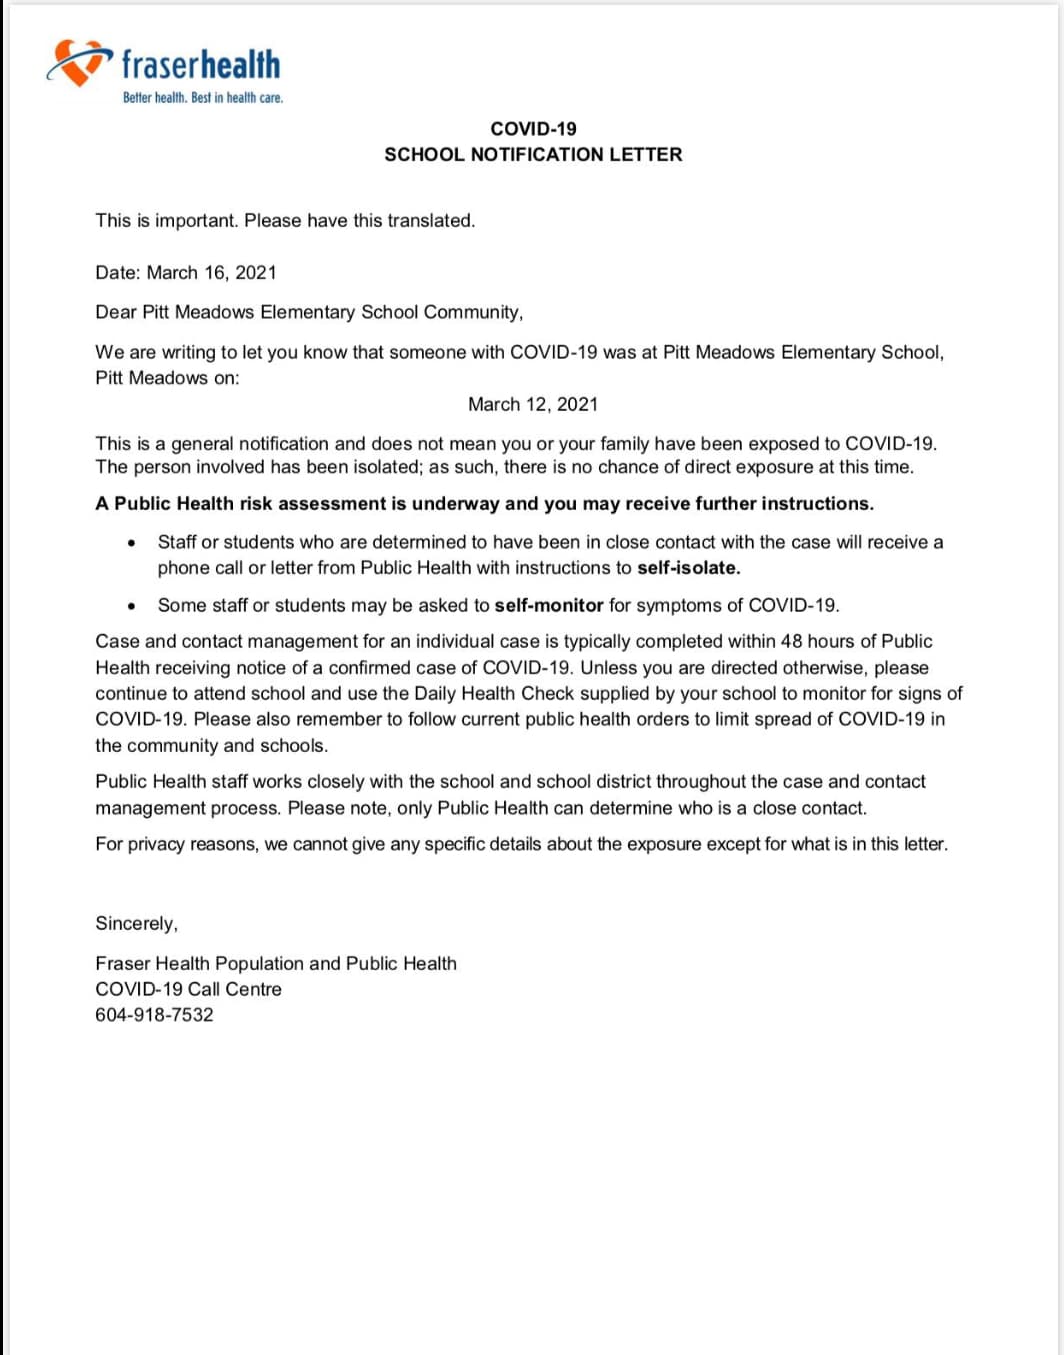 fraserhealth
Better health. Best in health care.
COVID-19
SCHOOL NOTIFICATION LETTER
This is important. Please have this translated.
Date: March 16, 2021
Dear Pitt Meadows Elementary School Community,
We are writing to let you know that someone with COVID-19 was at Pitt Meadows Elementary School,
Pitt Meadows on:
March 12, 2021
This is a general notification and does not mean you or your family have been exposed to COVID-19.
The person involved has been isolated; as such, there is no chance of direct exposure at this time.
A Public Health risk assessment is underway and you may receive further instructions.
• Staff or students who are determined to have been in close contact with the case will receive a
phone call or letter from Public Health with instructions to self-isolate.
• Some staff or students may be asked to self-monitor for symptoms of COVID-19.
Case and contact management for an individual case is typically completed within 48 hours of Public
Health receiving notice of a confirmed case of COVID-19. Unless you are directed otherwise, please
continue to attend school and use the Daily Health Check supplied by your school to monitor for signs of
COVID-19. Please also remember to follow current public health orders to limit spread of COVID-19 in
the community and schools.
Public Health staff works closely with the school and school district throughout the case and contact
management process. Please note, only Public Health can determine who is a close contact.
For privacy reasons, we cannot give any specific details about the exposure except for what is in this letter.
Sincerely,
Fraser Health Population and Public Health
COVID-19 Call Centre
604-918-7532